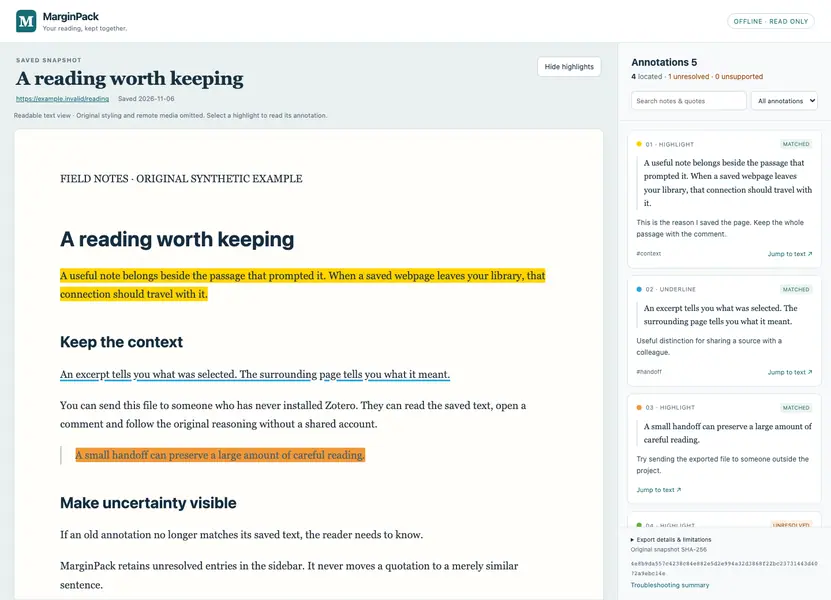 M
MarginPack
Your reading, kept together.
OFFLINE · READ ONLY
SAVED SNAPSHOT
A reading worth keeping
https://example.invalid/reading Saved 2026-11-06
Readable text view · Original styling and remote media omitted. Select a highlight to read its annotation.
Hide highlights
FIELD NOTES · ORIGINAL SYNTHETIC EXAMPLE
A reading worth keeping
A useful note belongs beside the passage that prompted it. When a saved webpage leaves your library, that
connection should travel with it.
Keep the context
An excerpt tells you what was selected. The surrounding page tells you what it meant.
You can send this file to someone who has never installed Zotero. They can read the saved text, open a
comment and follow the original reasoning without a shared account.
A small handoff can preserve a large amount of careful reading.
Make uncertainty visible
If an old annotation no longer matches its saved text, the reader needs to know.
MarginPack retains unresolved entries in the sidebar. It never moves a quotation to a merely similar
sentence.
Annotations 5
4 located · 1 unresolved · 0 unsupported
Search notes & quotes
All annotations
01 · HIGHLIGHT
MATCHED
A useful note belongs beside the passage that
prompted it. When a saved webpage leaves
your library, that connection should travel with
it.
This is the reason I saved the page. Keep the whole
passage with the comment.
#context
Jump to text ↗
02 · UNDERLINE
MATCHED
An excerpt tells you what was selected. The
surrounding page tells you what it meant.
Useful distinction for sharing a source with a
colleague.
#handoff
Jump to text ↗
03 · HIGHLIGHT
MATCHED
A small handoff can preserve a large amount of
careful reading.
Try sending the exported file to someone outside the
project.
Jump to text ↗
04 · HIGHLIGHT
UNRESOLVED
Export details & limitations
Original snapshot SHA-256
Troubleshooting summary